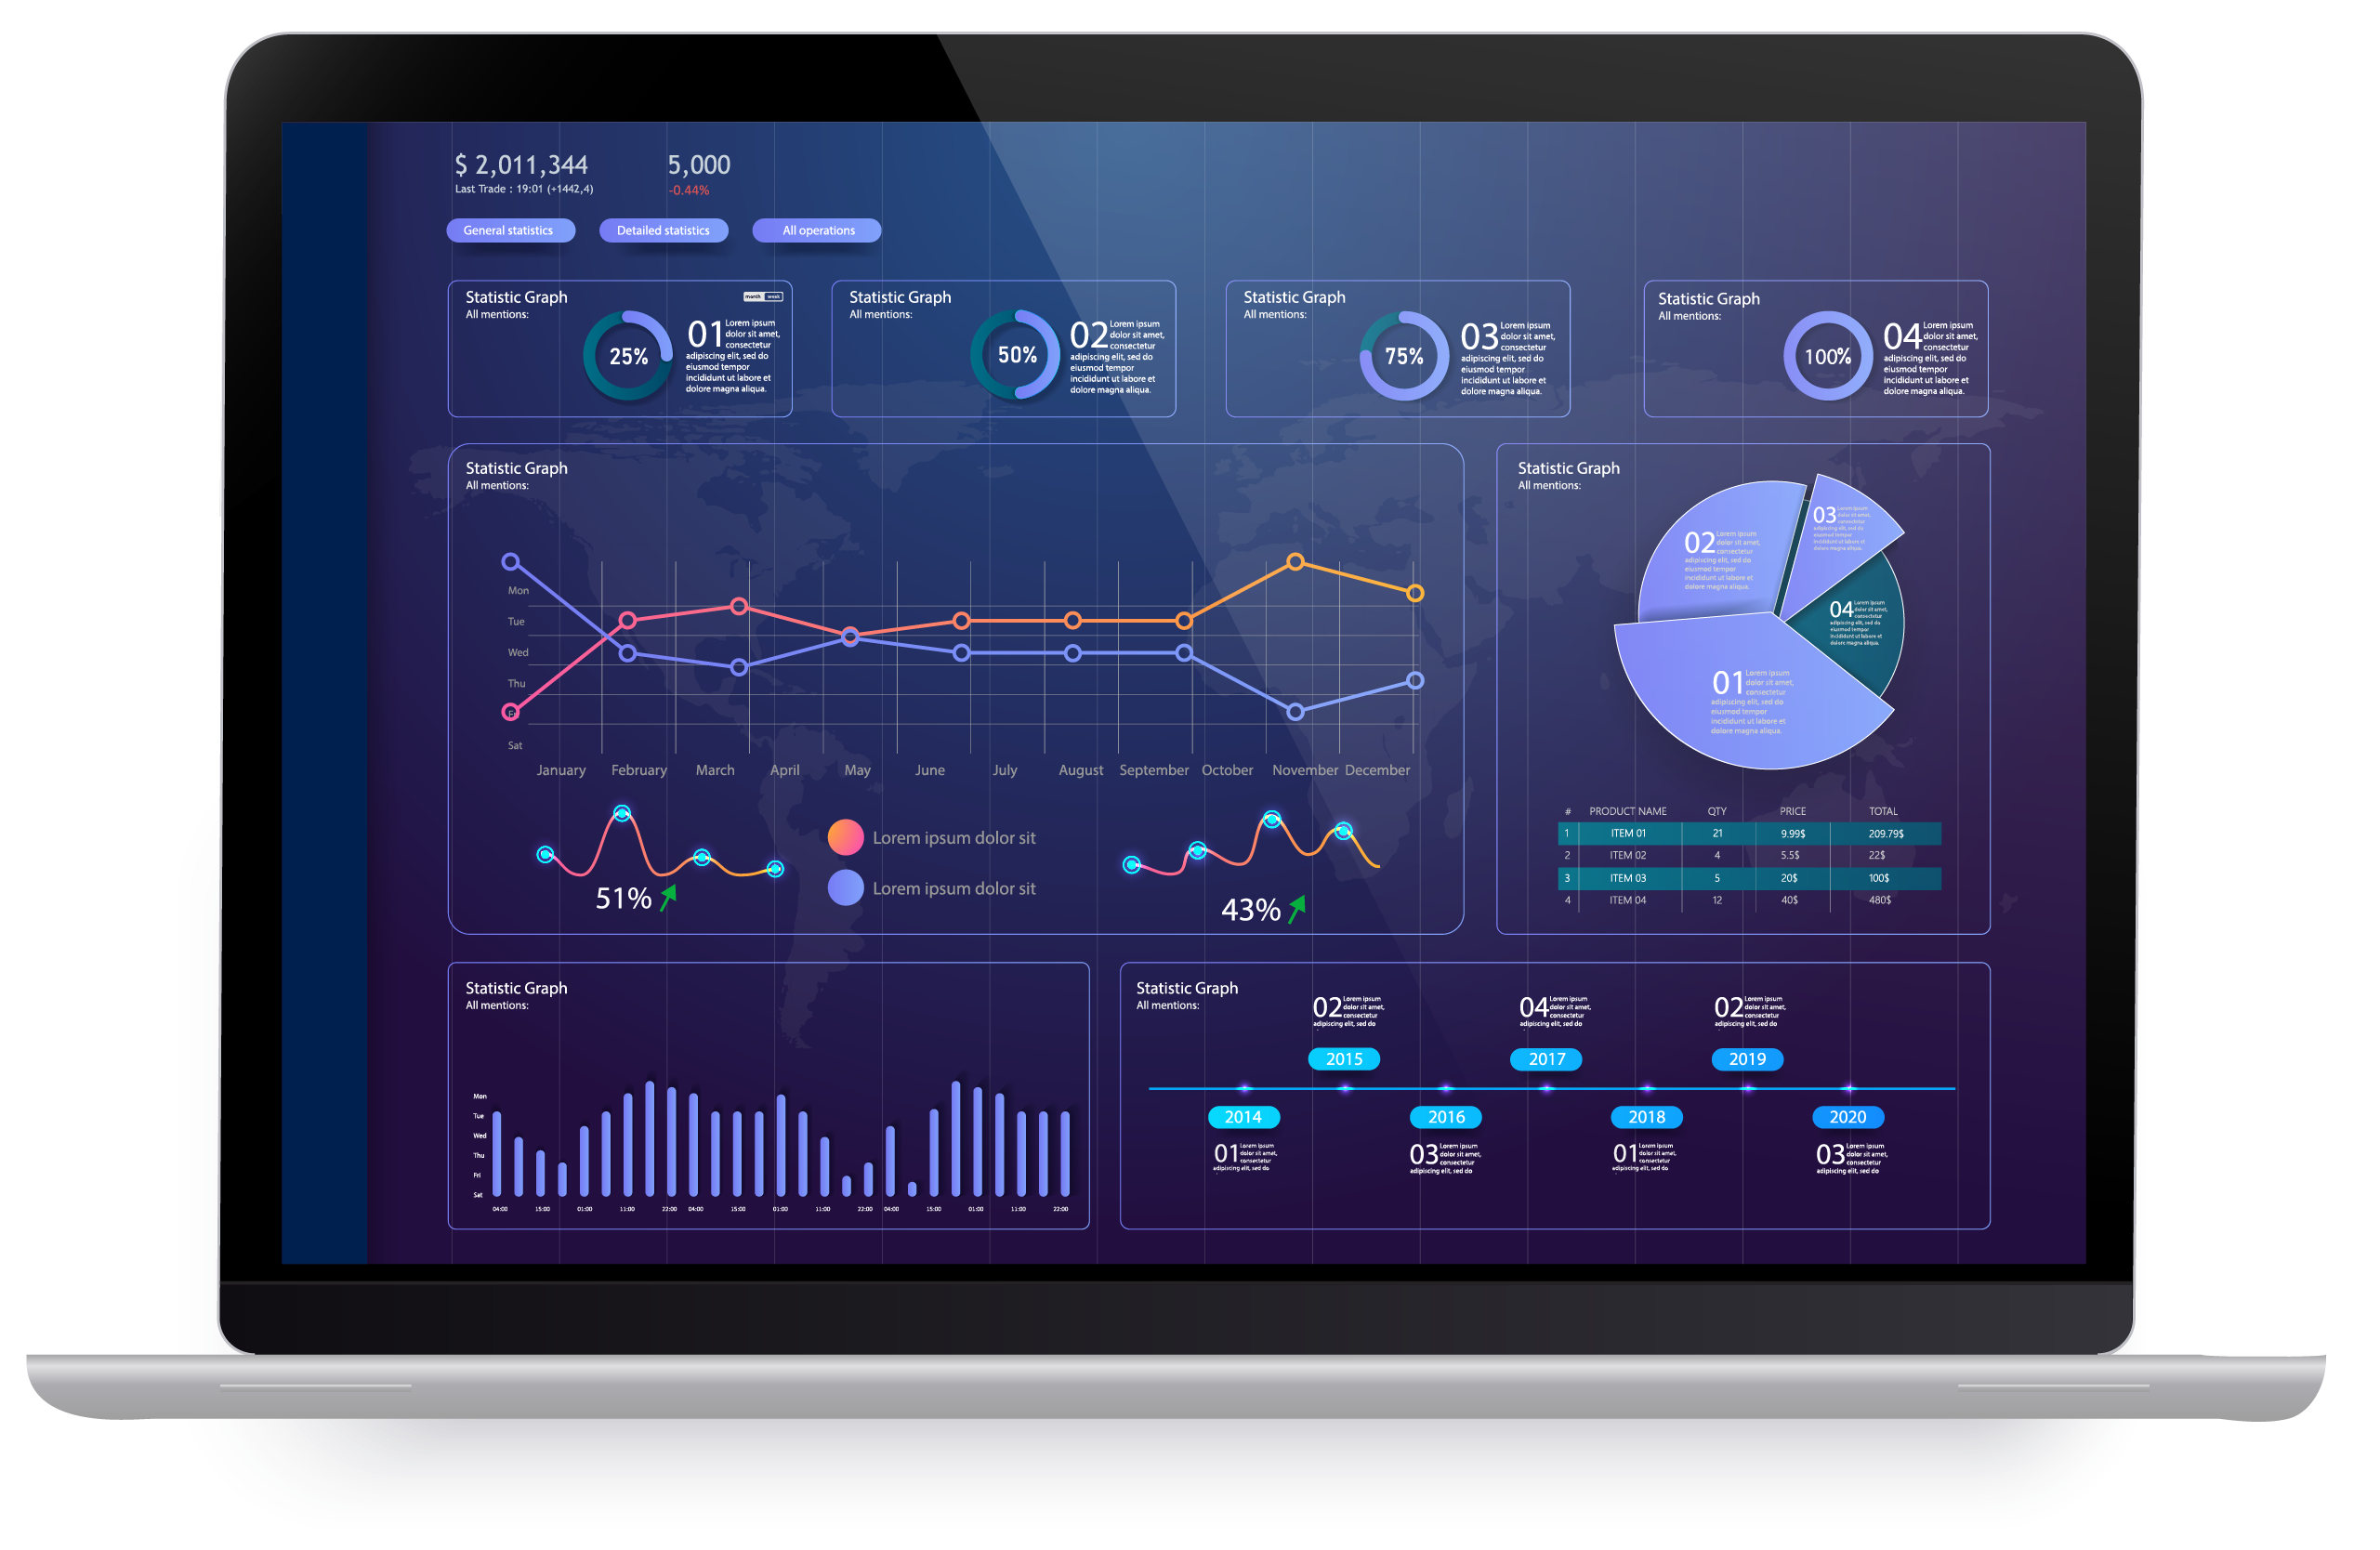 $ 2,011,344
Last Trade : 19:01 (+1442,4)
5,000
-0.44%
General statistics
Detailed statistics
All operations
Statistic Graph
All mentions:
month week
25%
01
Lorem ipsum
dolor sit amet,
consectetur
adipiscing elit, sed do
eiusmod tempor
incididunt ut labore et
dolore magna aliqua.
Statistic Graph
All mentions:
50%
02
Lorem ipsum
dolor sit amet,
consectetur
adipiscing elit, sed do
eiusmod tempor
incididunt ut labore et
dolore magna aliqua.
Statistic Graph
All mentions:
75%
03
Lorem ipsum
dolor sit amet,
consectetur
adipiscing elit, sed do
eiusmod tempor
incididunt ut labore et
dolore magna aliqua.
Statistic Graph
All mentions:
100%
04
Lorem ipsum
dolor sit amet,
consectetur
adipiscing elit, sed do
eiusmod tempor
incididunt ut labore et
dolore magna aliqua.
Statistic Graph
All mentions:
Mon
Tue
Wed
Thu
Fri
Sat
January February March April May June July August September October November December
51%
Lorem ipsum dolor sit
Lorem ipsum dolor sit
43%
Statistic Graph
All mentions:
02
Lorem ipsum
dolor sit amet,
consectetur
adipiscing elit, sed do
eiusmod tempor
incididunt ut labore et
dolore magna aliqua.
03
Lorem ipsum
dolor sit amet,
consectetur
adipiscing elit, sed do
eiusmod tempor
incididunt ut labore et
dolore magna aliqua.
04
Lorem ipsum
dolor sit amet,
consectetur
adipiscing elit, sed do
eiusmod tempor
incididunt ut labore et
dolore magna aliqua.
01
Lorem ipsum
dolor sit amet,
consectetur
adipiscing elit, sed do
eiusmod tempor
incididunt ut labore et
dolore magna aliqua.
# PRODUCT NAME QTY PRICE TOTAL
1 ITEM 01 21 9.99$ 209.79$
2 ITEM 02 4 5.5$ 22$
3 ITEM 03 5 20$ 100$
4 ITEM 04 12 40$ 480$
Statistic Graph
All mentions:
Mon
Tue
Wed
Thu
Fri
Sat
04:00 15:00 01:00 11:00 22:00 04:00 15:00 01:00 11:00 22:00 04:00 15:00 01:00 11:00 22:00
Statistic Graph
All mentions:
02
Lorem ipsum
dolor sit amet,
consectetur
adipiscing elit, sed do
04
Lorem ipsum
dolor sit amet,
consectetur
adipiscing elit, sed do
02
Lorem ipsum
dolor sit amet,
consectetur
adipiscing elit, sed do
2015 2017 2019
2014 2016 2018 2020
01
Lorem ipsum
dolor sit amet,
consectetur
adipiscing elit, sed do
03
Lorem ipsum
dolor sit amet,
consectetur
adipiscing elit, sed do
01
Lorem ipsum
dolor sit amet,
consectetur
adipiscing elit, sed do
03
Lorem ipsum
dolor sit amet,
consectetur
adipiscing elit, sed do